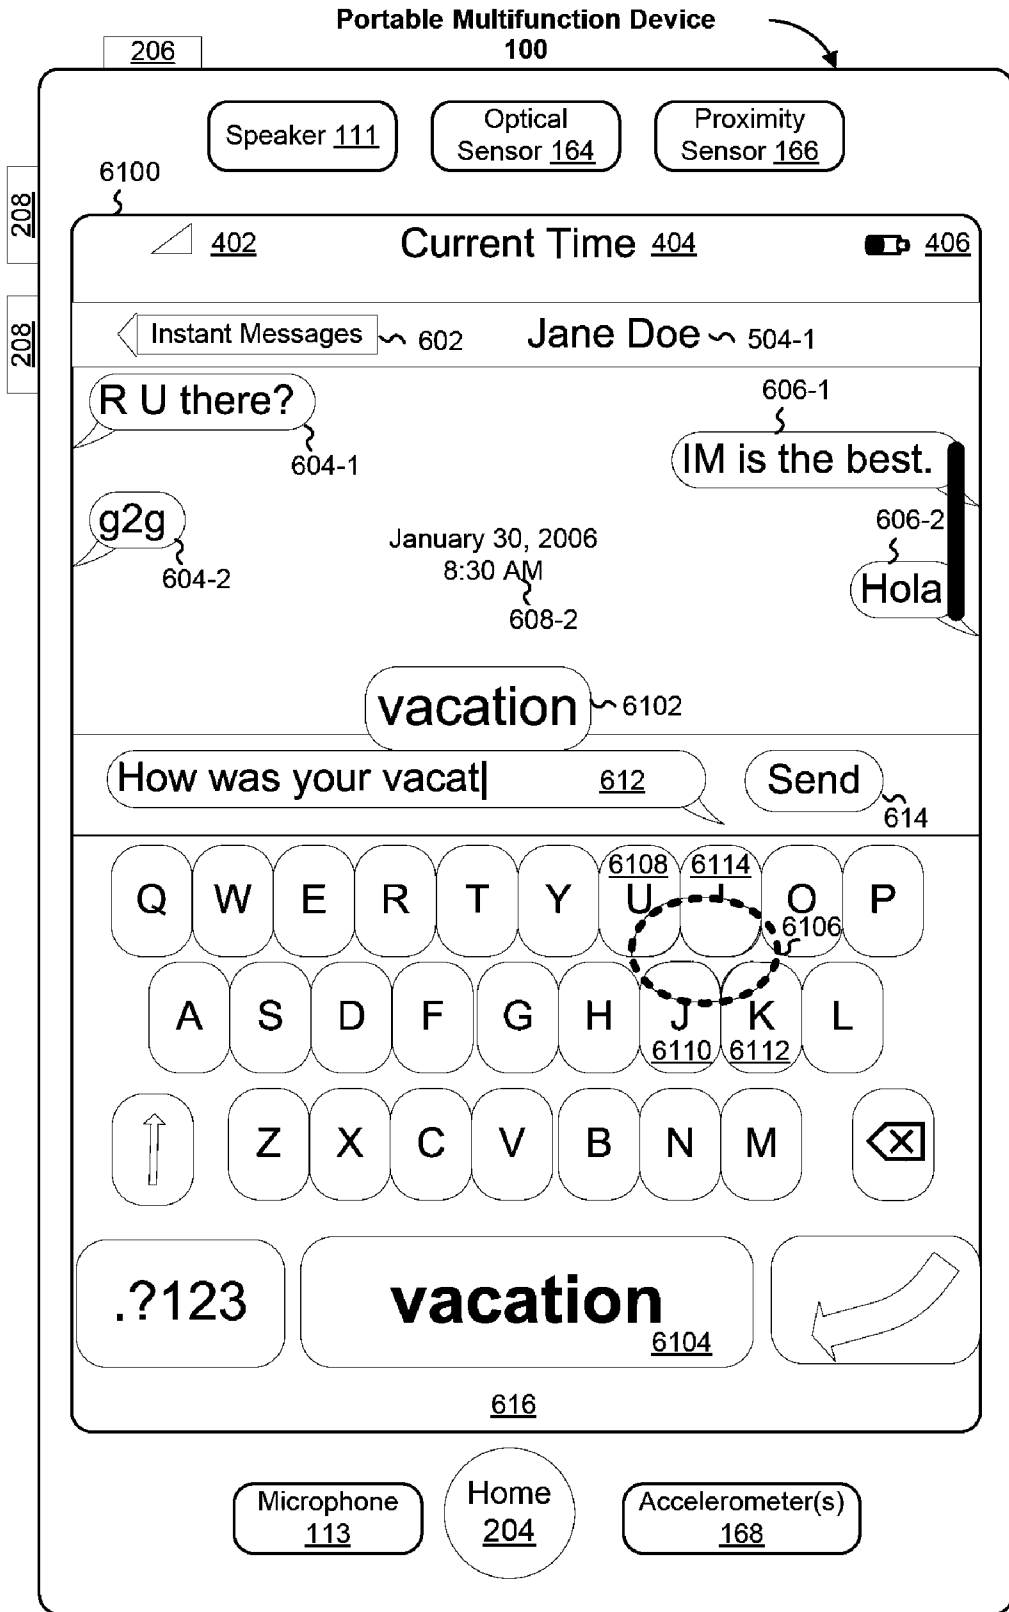 Portable Multifunction Device
100
206
Speaker 111
Optical
Sensor 164
Proximity
Sensor 166
6100
208
402
Current Time 404
406
208
Instant Messages
602
Jane Doe
504-1
R U there?
604-1
606-1
IM is the best.
g2g
604-2
January 30, 2006
8:30 AM
608-2
606-2
Hola
vacation
6102
How was your vacat
612
Send
614
6108
6114
Q W E R T Y U I O P
6106
A S D F G H J K L
6110
6112
Z X C V B N M
.?123
vacation
6104
616
Microphone
113
Home
204
Accelerometer(s)
168